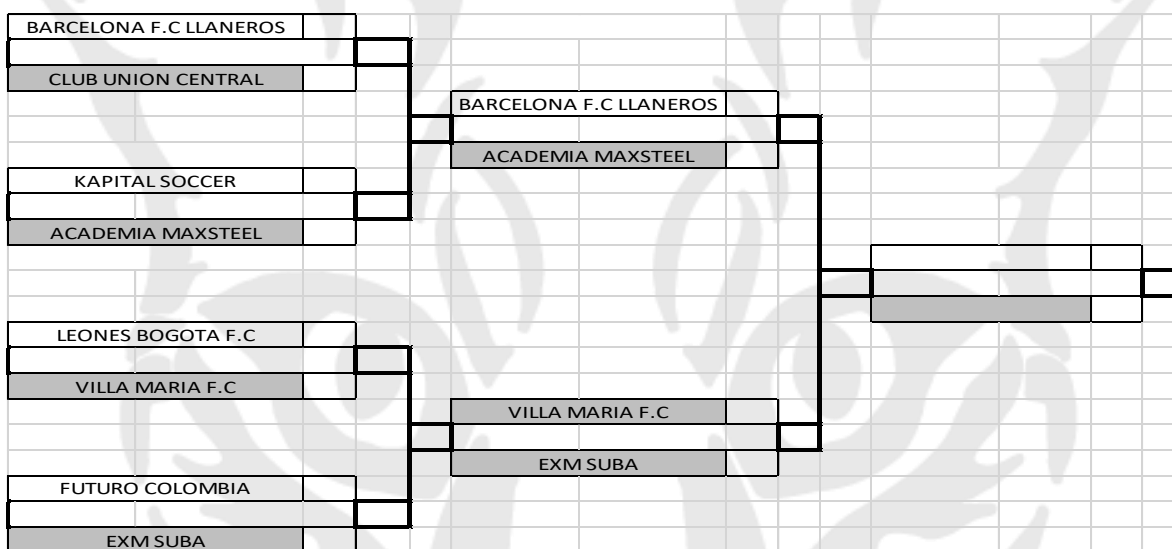 BARCELONA F.C LLANEROS
CLUB UNION CENTRAL
BARCELONA F.C LLANEROS
ACADEMIA MAXSTEEL
KAPITAL SOCCER
ACADEMIA MAXSTEEL
LEONES BOGOTA F.C
VILLA MARIA F.C
VILLA MARIA F.C
EXM SUBA
FUTURO COLOMBIA
EXM SUBA